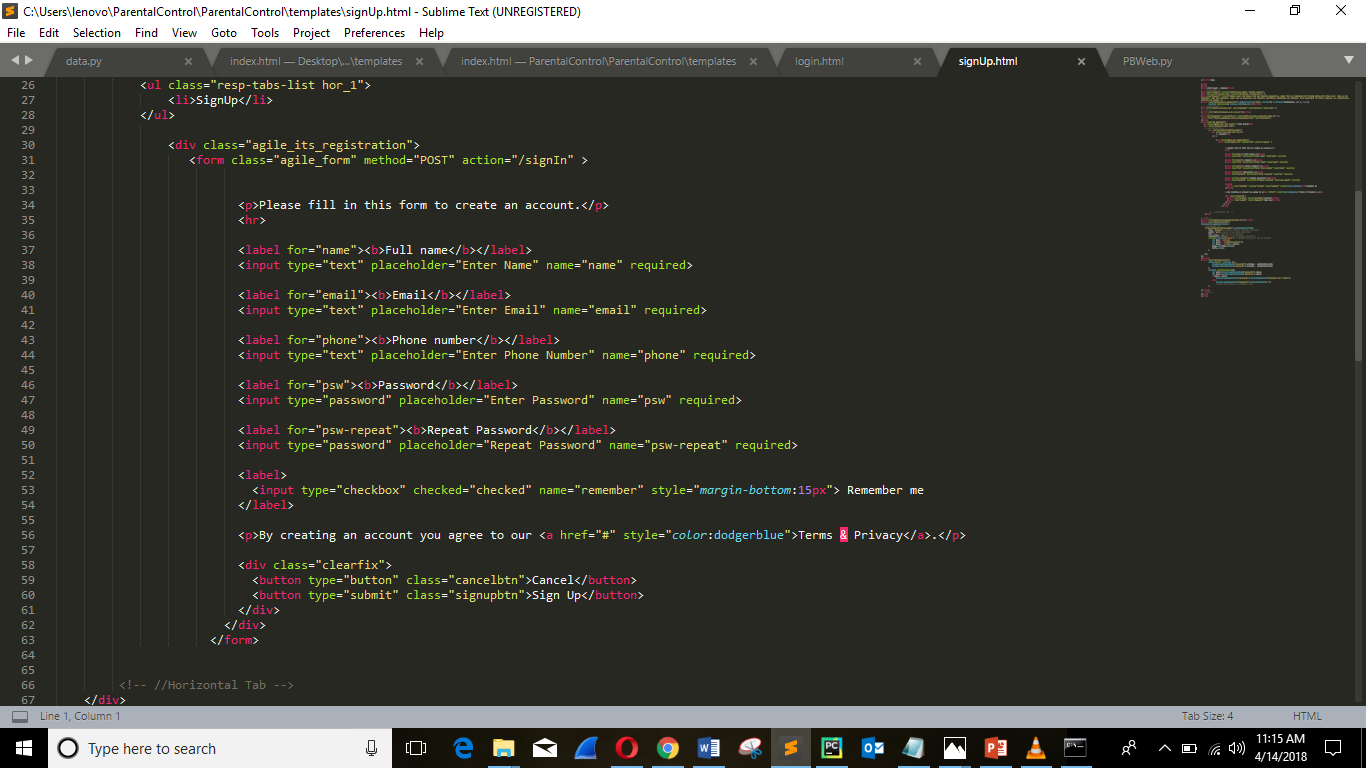 C:\Users\lenovo\ParentalControl\ParentalControl\templates\signUp.html - Sublime Text (UNREGISTERED)
File Edit Selection Find View Goto Tools Project Preferences Help
data.py index.html — Desktop\...\templates index.html — ParentalControl\ParentalControl\templates login.html signUp.html PBWeb.py
26 <ul class="resp-tabs-list hor_1">
27 <li>SignUp</li>
28 </ul>
29
30 <div class="agile_its_registration">
31 <form class="agile_form" method="POST" action="/signIn" >
32
33
34 <p>Please fill in this form to create an account.</p>
35 <hr>
36
37 <label for="name"><b>Full name</b></label>
38 <input type="text" placeholder="Enter Name" name="name" required>
39
40 <label for="email"><b>Email</b></label>
41 <input type="text" placeholder="Enter Email" name="email" required>
42
43 <label for="phone"><b>Phone number</b></label>
44 <input type="text" placeholder="Enter Phone Number" name="phone" required>
45
46 <label for="psw"><b>Password</b></label>
47 <input type="password" placeholder="Enter Password" name="psw" required>
48
49 <label for="psw-repeat"><b>Repeat Password</b></label>
50 <input type="password" placeholder="Repeat Password" name="psw-repeat" required>
51
52 <label>
53 <input type="checkbox" checked="checked" name="remember" style="margin-bottom:15px"> Remember me
54 </label>
55
56 <p>By creating an account you agree to our <a href="#" style="color:dodgerblue">Terms & Privacy</a>.</p>
57
58 <div class="clearfix">
59 <button type="button" class="cancelbtn">Cancel</button>
60 <button type="submit" class="signupbtn">Sign Up</button>
61 </div>
62 </div>
63 </form>
64
65
66 <!-- //Horizontal Tab -->
67 </div>
Line 1, Column 1 Tab Size: 4 HTML
Type here to search
11:15 AM
4/14/2018